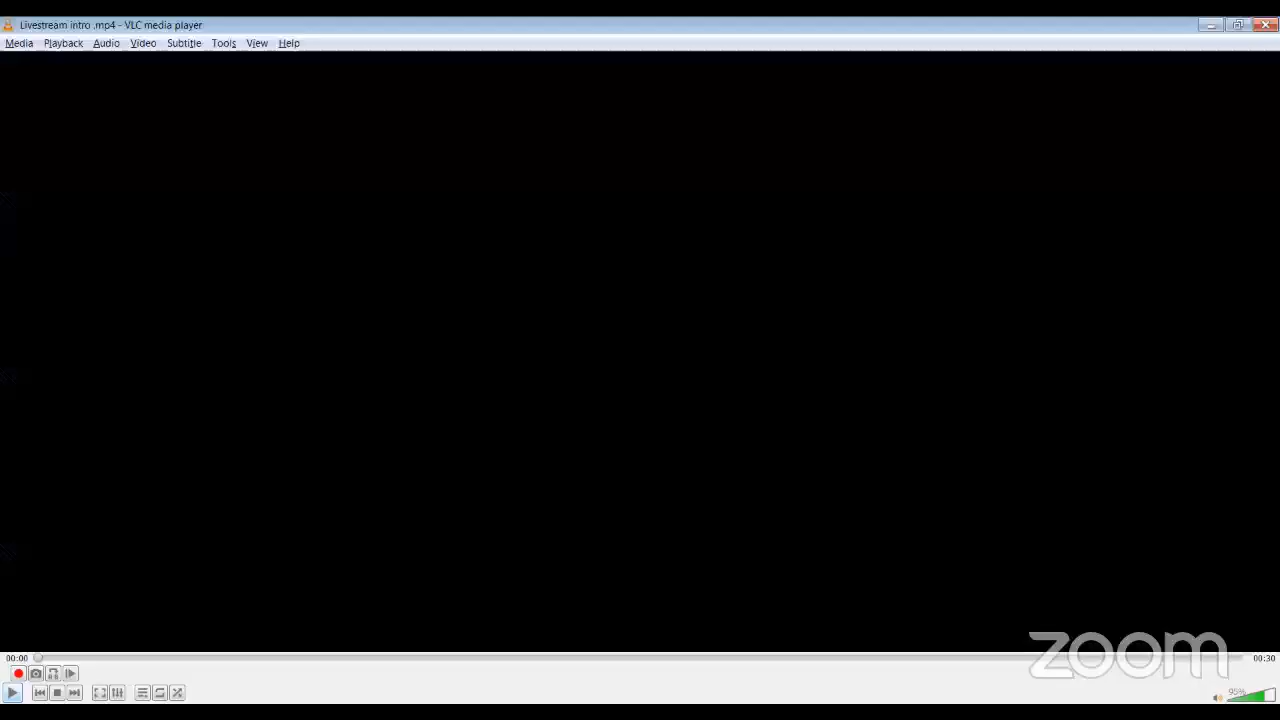 Livestream intro .mp4 - VLC media player
Media Playback Audio Video Subtitle Tools View Help
00:00
00:30
zoom
95%